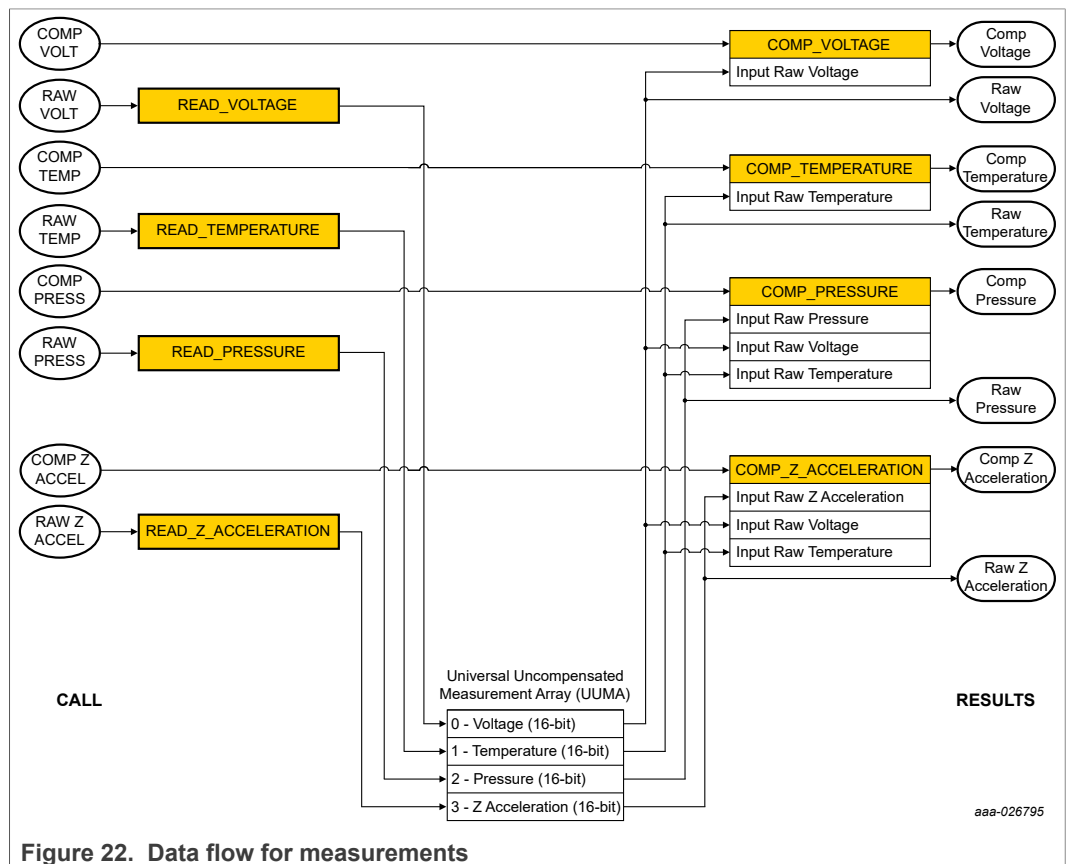 COMP
VOLT
COMP_VOLTAGE
Comp
Voltage
Input Raw Voltage
RAW
VOLT
READ_VOLTAGE
Raw
Voltage
COMP
TEMP
COMP_TEMPERATURE
Comp
Temperature
Input Raw Temperature
RAW
TEMP
READ_TEMPERATURE
Raw
Temperature
COMP
PRESS
COMP_PRESSURE
Comp
Pressure
Input Raw Pressure
RAW
PRESS
READ_PRESSURE
Input Raw Voltage
Input Raw Temperature
Raw
Pressure
COMP Z
ACCEL
COMP_Z_ACCELERATION
Comp Z
Acceleration
Input Raw Z Acceleration
RAW Z
ACCEL
READ_Z_ACCELERATION
Input Raw Voltage
Input Raw Temperature
Raw Z
Acceleration
Universal Uncompensated
Measurement Array (UUMA)
CALL
RESULTS
0 - Voltage (16-bit)
1 - Temperature (16-bit)
2 - Pressure (16-bit)
3 - Z Acceleration (16-bit)
aaa-026795
Figure 22. Data flow for measurements